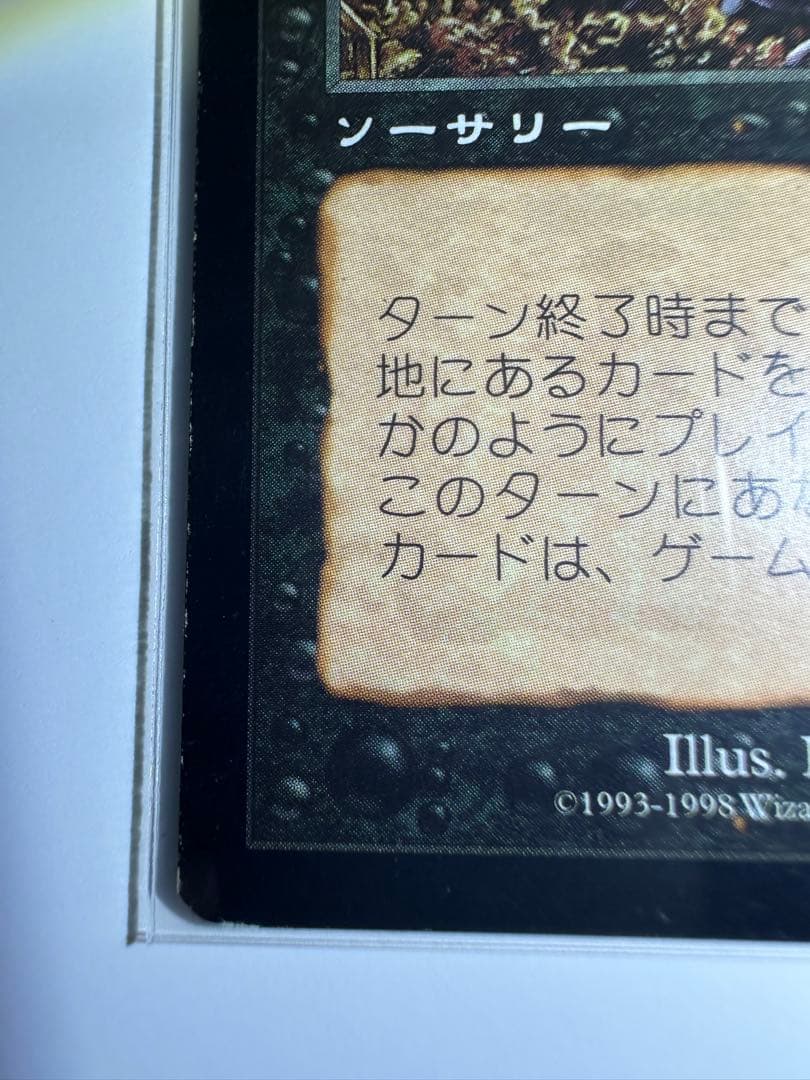 ソーサリー
ターン終了時まで
地にあるカードを
かのようにプレイ
このターンにあ
カードは、ゲーム
Illus.
©1993-1998 Wiza